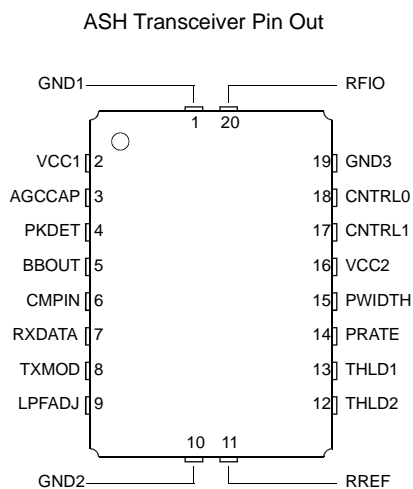 ASH Transceiver Pin Out
GND1 RFIO
1 20
VCC1 2 19 GND3
AGCCAP 3 18 CNTRL0
PKDET 4 17 CNTRL1
BBOUT 5 16 VCC2
CMPIN 6 15 PWIDTH
RXDATA 7 14 PRATE
TXMOD 8 13 THLD1
LPFADJ 9 12 THLD2
10 11
GND2 RREF